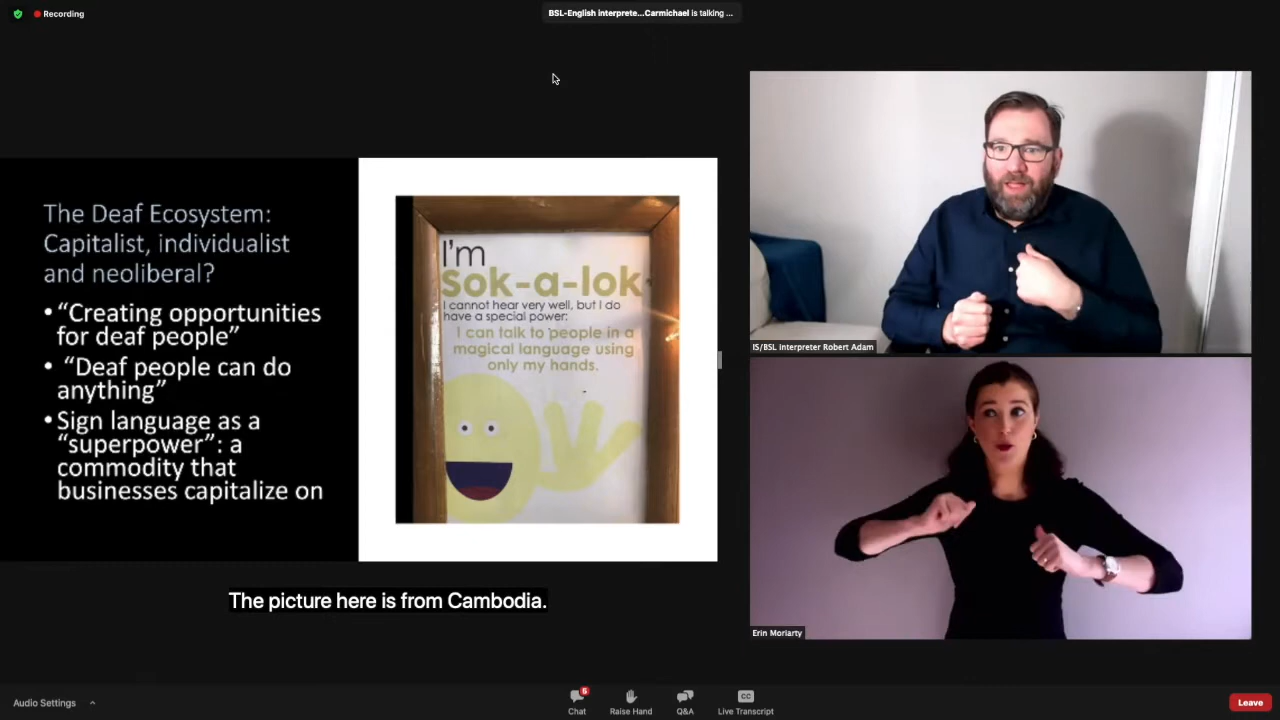 Recording
BSL-English interprete...Carmichael is talking ...
The Deaf Ecosystem:
Capitalist, individualist
and neoliberal?
• “Creating opportunities
for deaf people”
• “Deaf people can do
anything”
• Sign language as a
“superpower”: a
commodity that
businesses capitalize on
I'm
Sok-a-lok
I cannot hear very well, but I do
have a special power:
I can talk to people in a
magical language using
only my hands.
IS/BSL Interpreter Robert Adam
Erin Moriarty
The picture here is from Cambodia.
Audio Settings
5
Chat
Raise Hand
Q&A
CC
Live Transcript
Leave